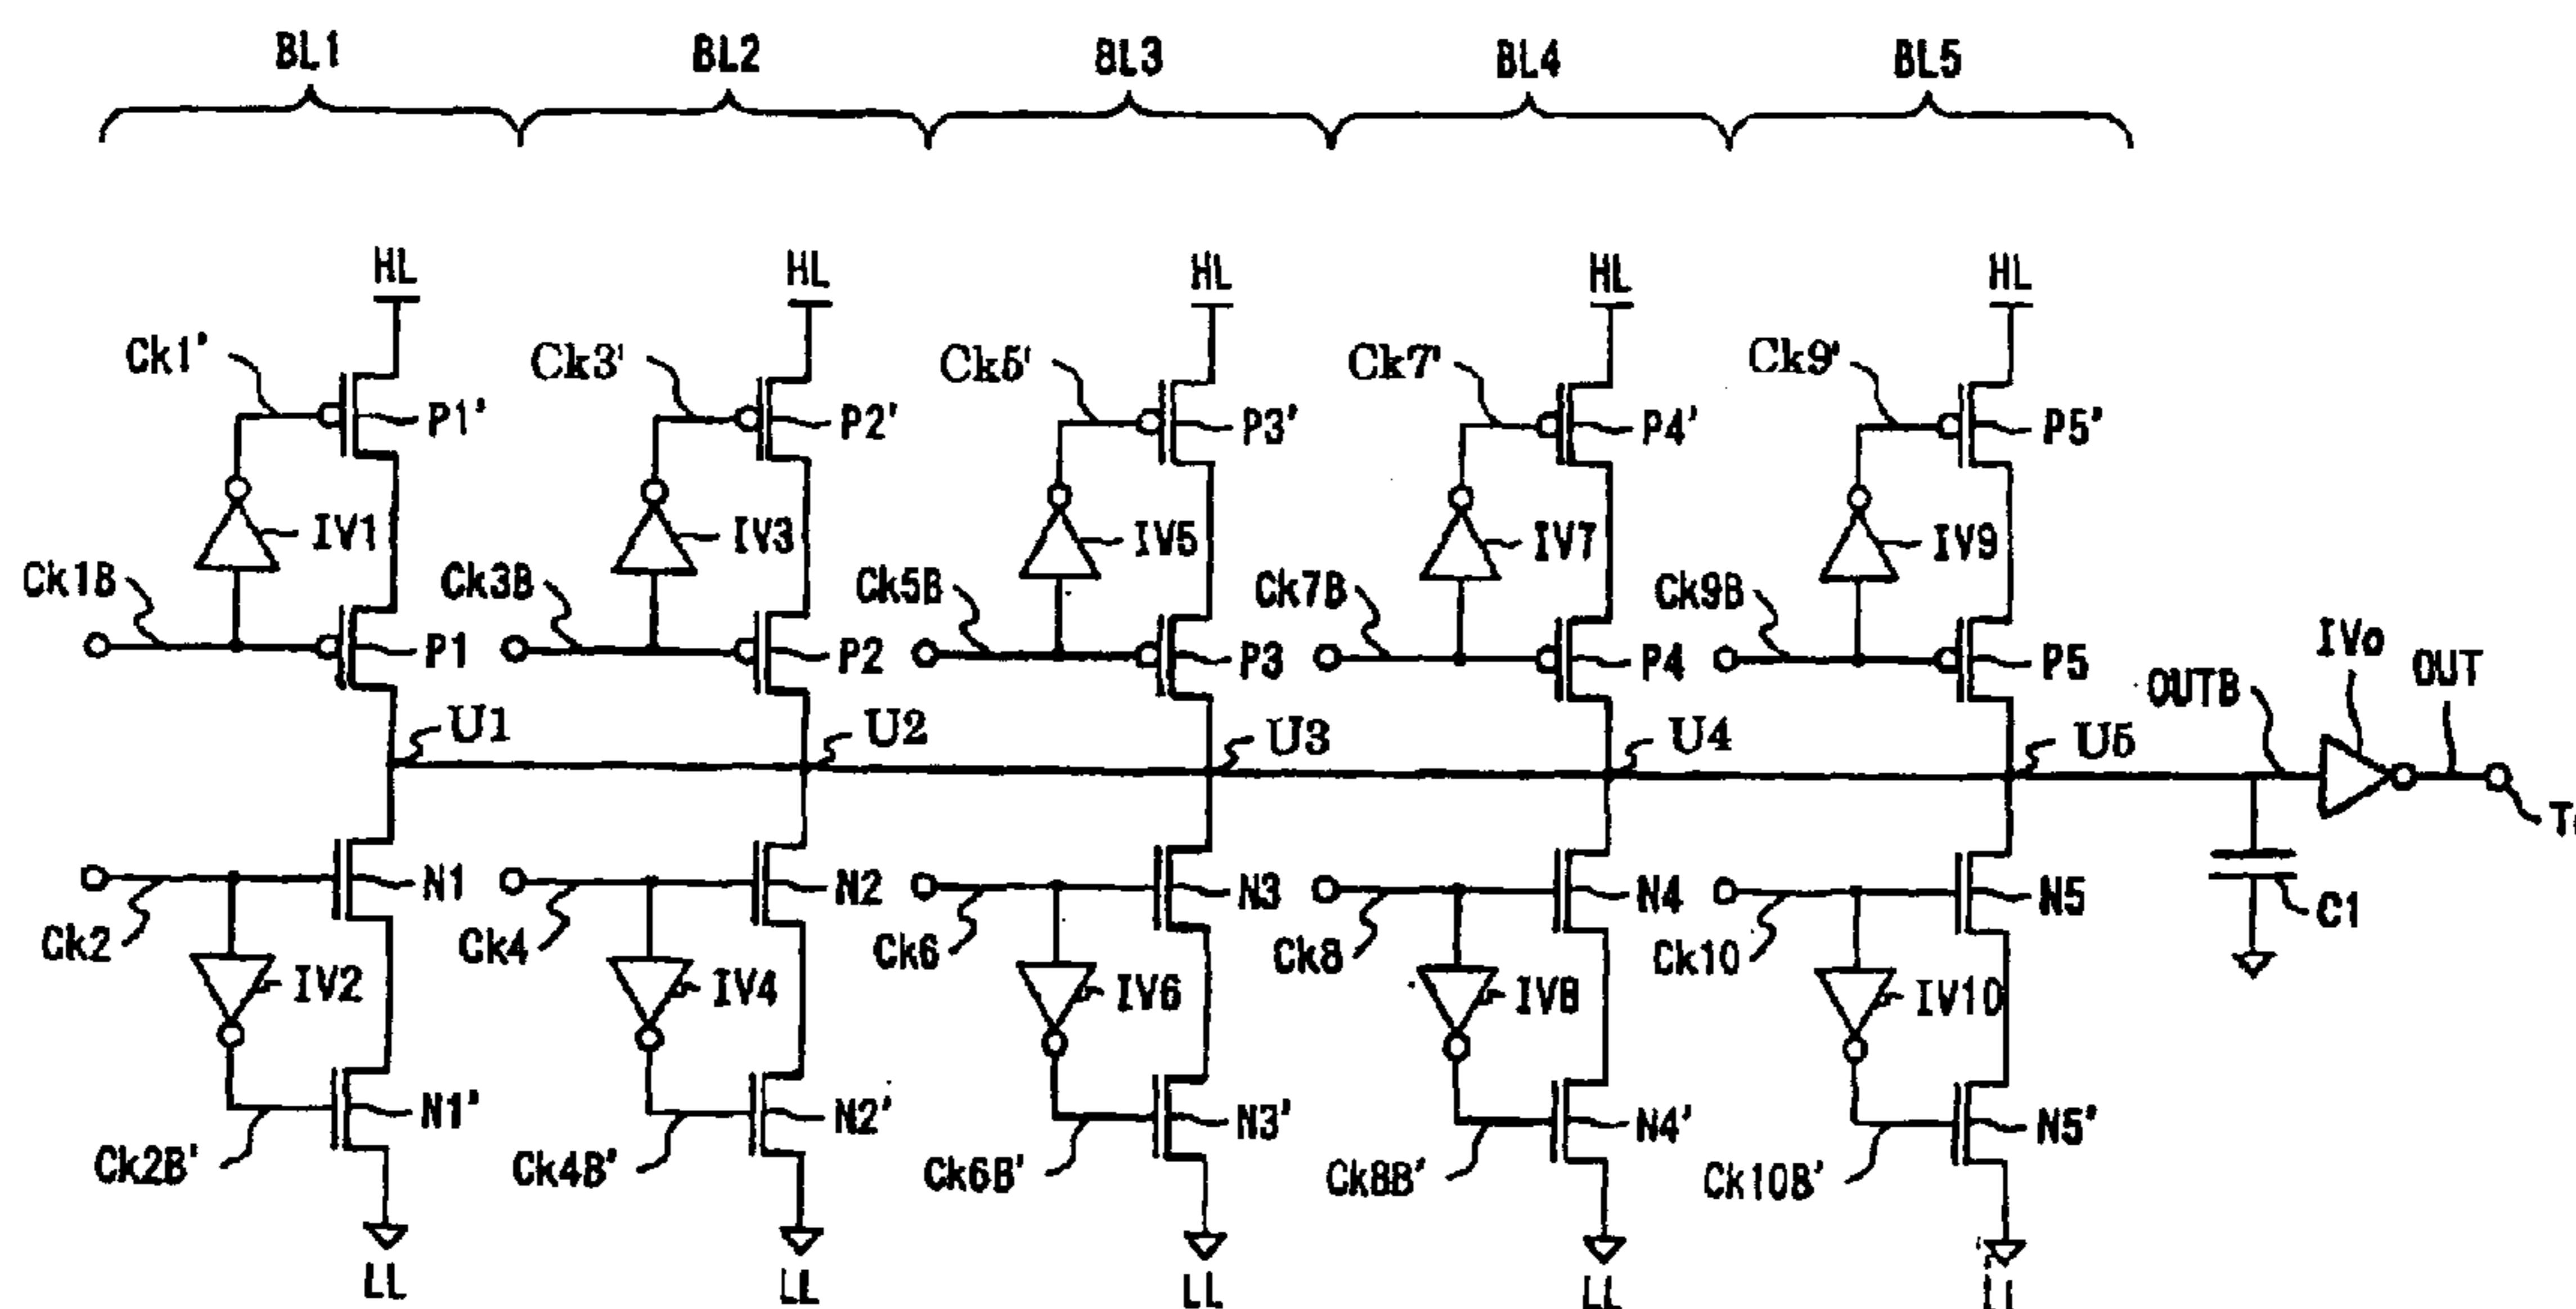 BL1 BL2 BL3 BL4 BL5
HL HL HL HL HL
Ck1' Ck3' Ck5' Ck7' Ck9'
P1' P2' P3' P4' P5'
IV1 IV3 IV5 IV7 IV9
Ck1B Ck3B Ck5B Ck7B Ck9B
P1 P2 P3 P4 P5
IVo
OUTB OUT
U1 U2 U3 U4 U5
N1 N2 N3 N4 N5
C1
Ck2 Ck4 Ck6 Ck8 Ck10
IV2 IV4 IV6 IV8 IV10
N1' N2' N3' N4' N5'
Ck2B' Ck4B' Ck6B' Ck8B' Ck10B'
LL LL LL LL LL